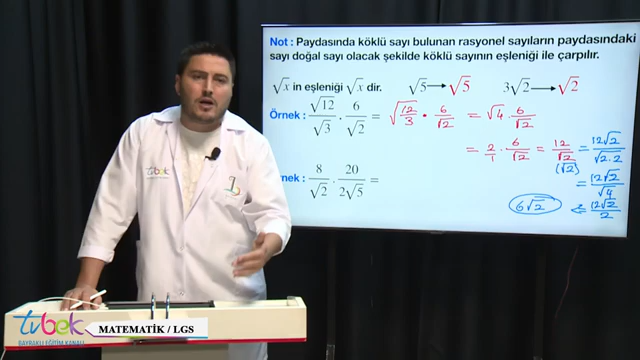 Not : Paydasında köklü sayı bulunan rasyonel sayıların paydasındaki
sayı doğal sayı olacak şekilde köklü sayının eşleniği ile çarpılır.
√x in eşleniği √x dir. √5 → √5 3√2 → √2
Örnek : √12/√3 · 6/√2 = √(12/3) · 6/√2 = √4 · 6/√2
= 2/1 · 6/√2 = 12/√2 (√2) = 12√2/√2·2
= 12√2/√4
nek : 8/√2 · 20/2√5 =
6√2 ⇐ 12√2/2
tvbek
tvbek
BAYRAKLI EĞİTİM KANALI
MATEMATİK / LGS